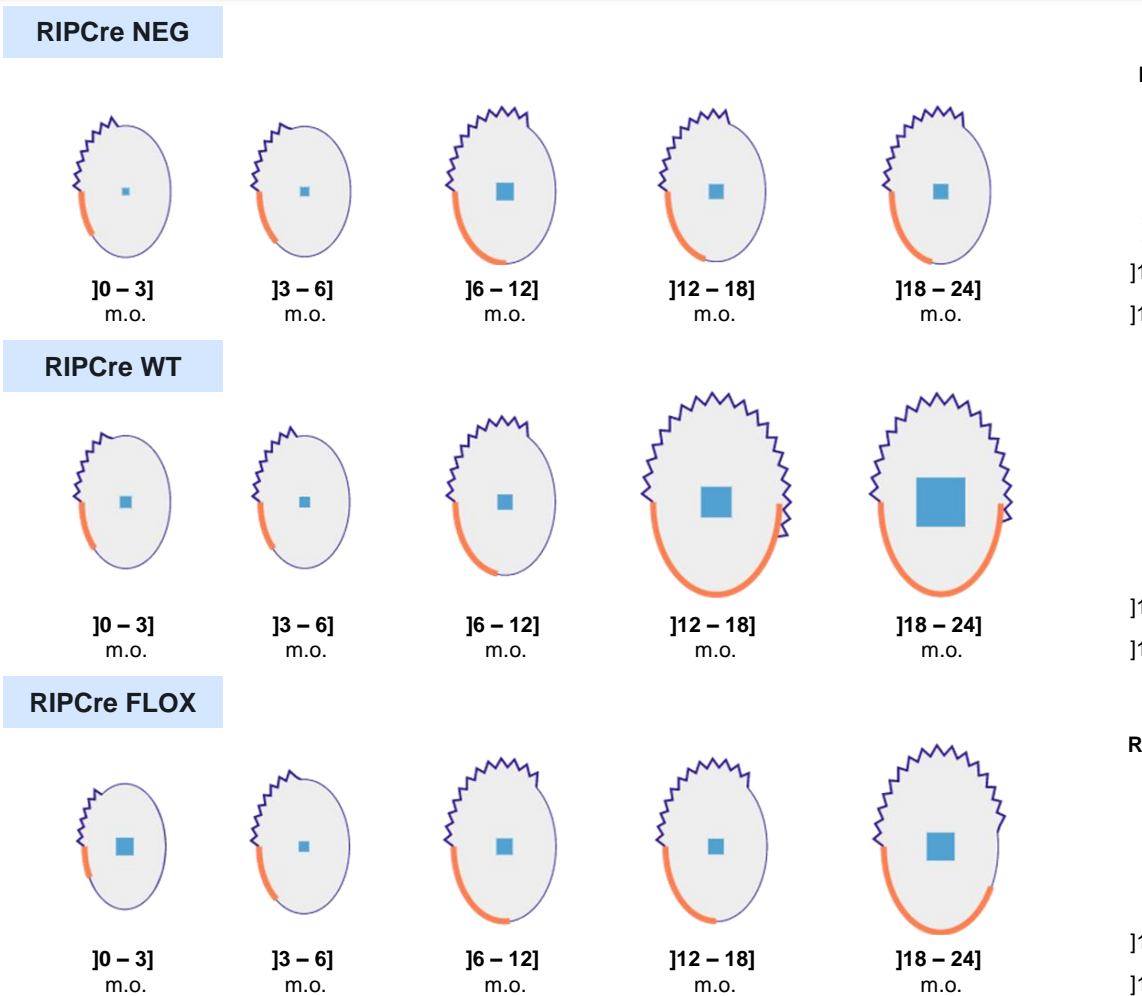 RIPCre NEG
]0 – 3] ]3 – 6] ]6 – 12] ]12 – 18] ]18 – 24]
m.o. m.o. m.o. m.o. m.o.
RIPCre WT
]0 – 3] ]3 – 6] ]6 – 12] ]12 – 18] ]18 – 24]
m.o. m.o. m.o. m.o. m.o.
RIPCre FLOX
]0 – 3] ]3 – 6] ]6 – 12] ]12 – 18] ]18 – 24]
m.o. m.o. m.o. m.o. m.o.